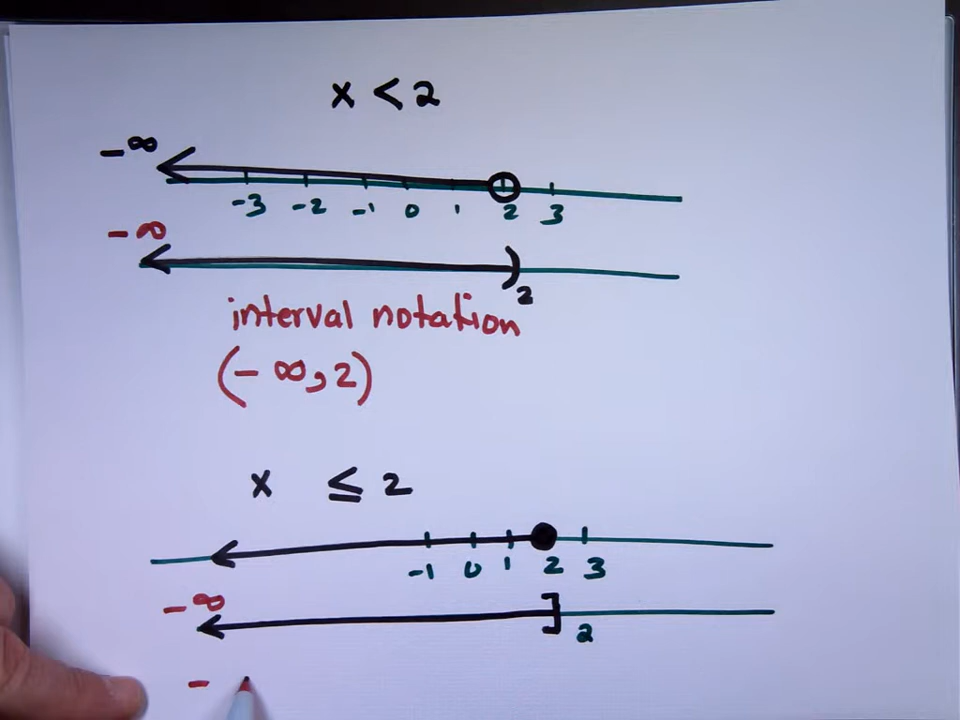 x < 2
-∞
-3 -2 -1 0 1 2 3
-∞
2
interval notation
(-∞,2)
x ≤ 2
-1 0 1 2 3
-∞
2
-